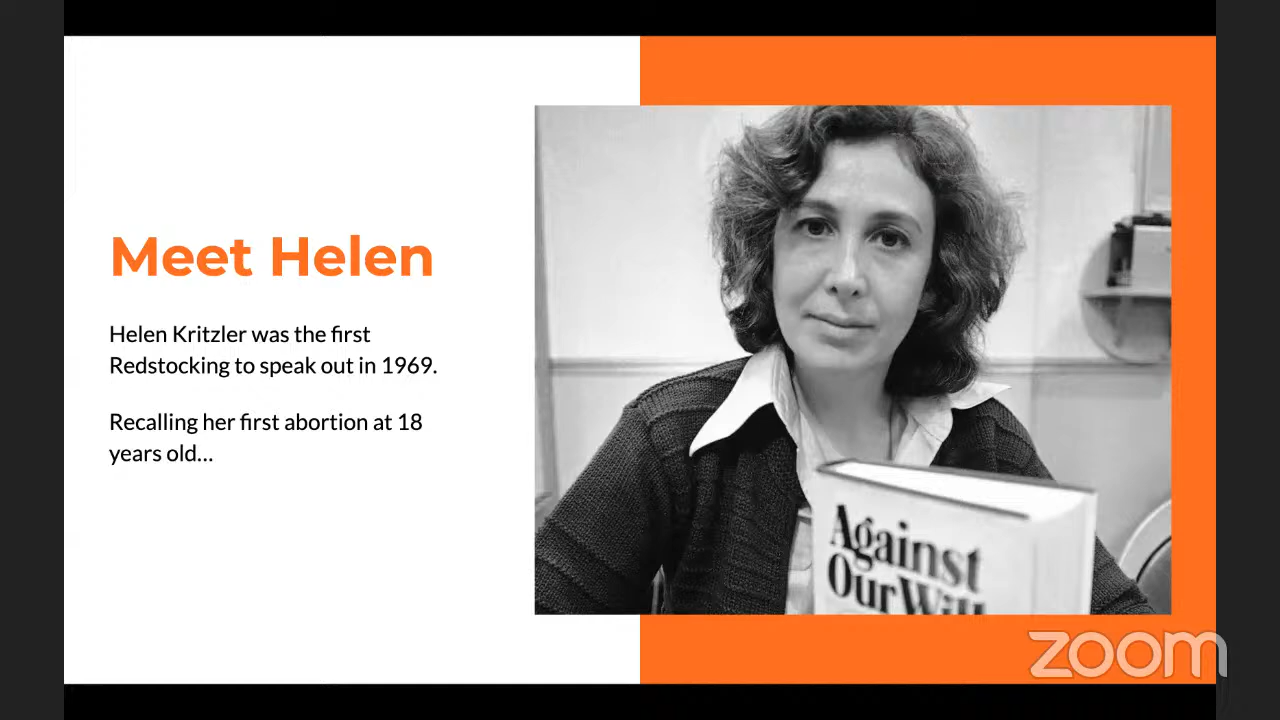 Meet Helen
Helen Kritzler was the first
Redstocking to speak out in 1969.
Recalling her first abortion at 18
years old...
Against
Our Will
zoom